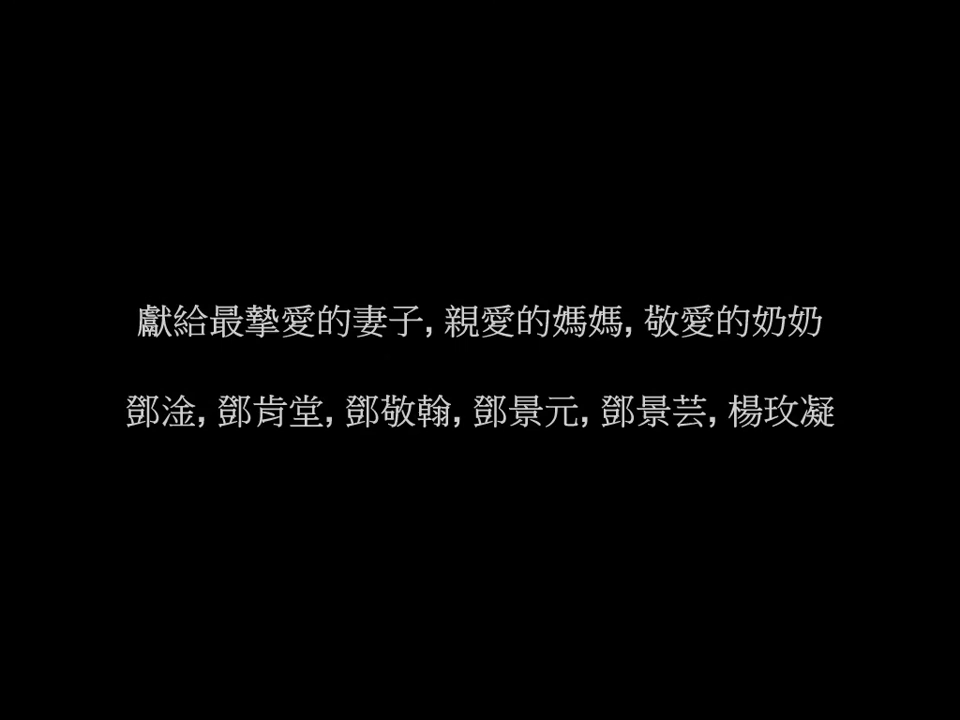 獻給最摯愛的妻子, 親愛的媽媽, 敬愛的奶奶
鄧淦, 鄧肯堂, 鄧敬翰, 鄧景元, 鄧景芸, 楊玫凝